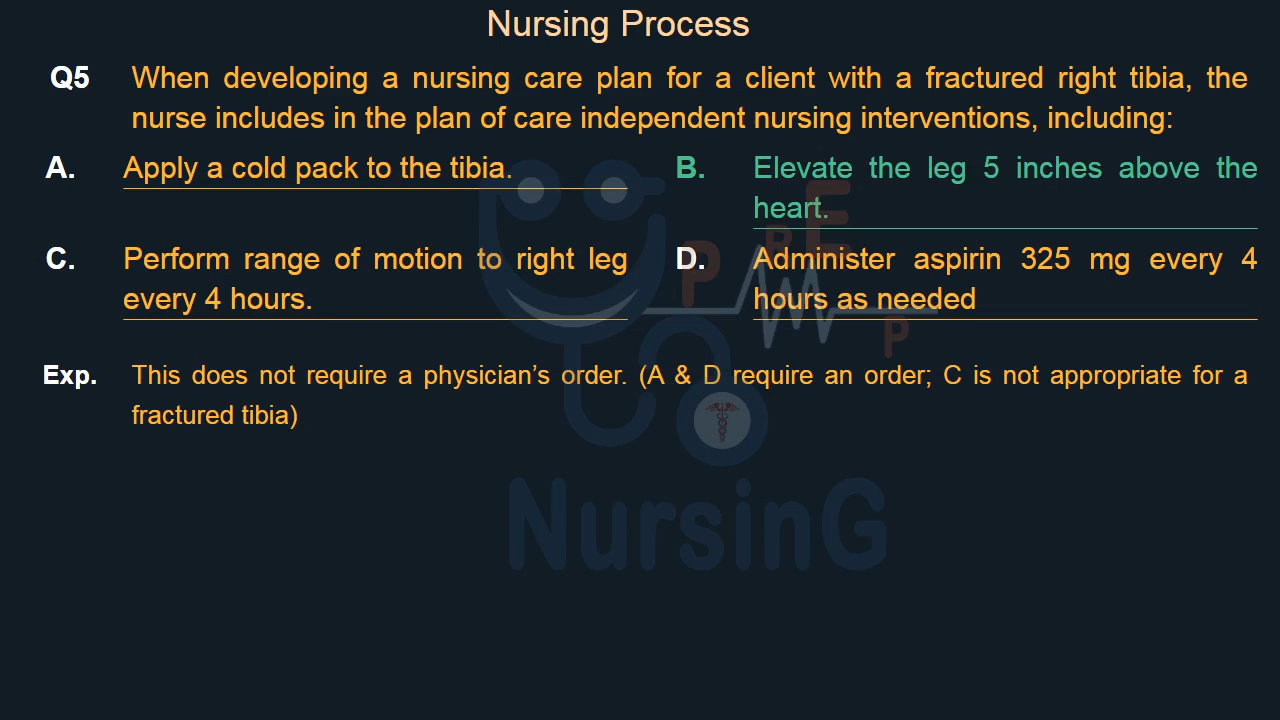 Nursing Process
Q5 When developing a nursing care plan for a client with a fractured right tibia, the
nurse includes in the plan of care independent nursing interventions, including:
A. Apply a cold pack to the tibia.
B. Elevate the leg 5 inches above the
heart.
C. Perform range of motion to right leg
every 4 hours.
D. Administer aspirin 325 mg every 4
hours as needed
Exp. This does not require a physician’s order. (A & D require an order; C is not appropriate for a
fractured tibia)
PREP
NursinG